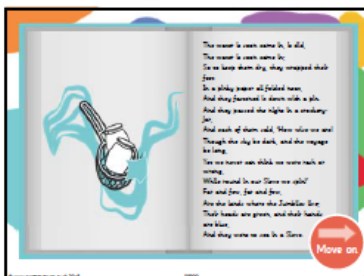 The water it soon came in, it did,
The water it soon came in;
So to keep them dry, they wrapped their
feet
In a pinky paper all folded neat,
And they fastened it down with a pin.
And they passed the night in a crockery-
jar,
And each of them said, 'How wise we are!
Though the sky be dark, and the voyage
be long,
Yet we never can think we were rash or
wrong,
While round in our Sieve we spin!'
Far and few, far and few,
Are the lands where the Jumblies live;
Their heads are green, and their hands
are blue,
And they went to sea in a Sieve.
Move on